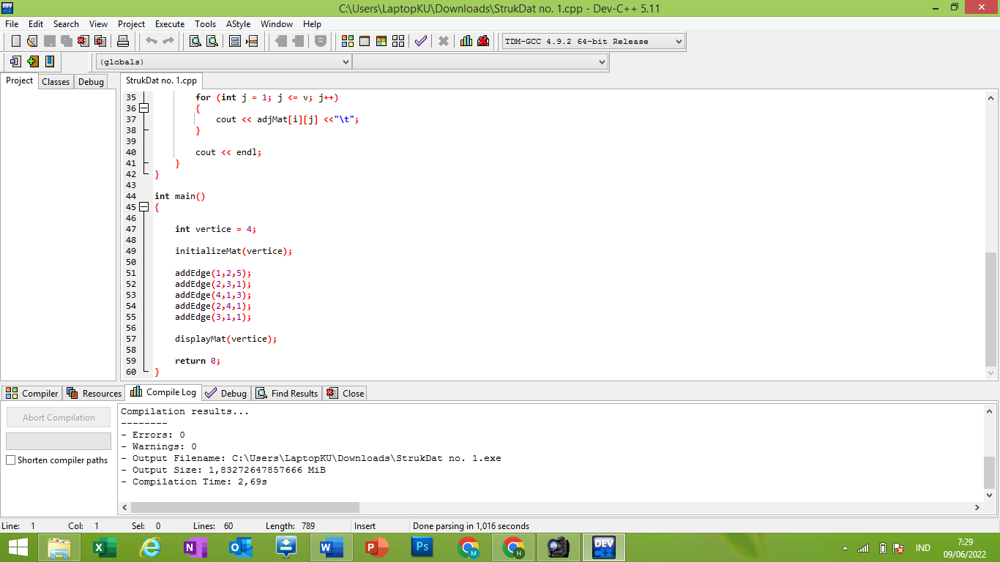 C:\Users\LaptopKU\Downloads\StrukDat no. 1.cpp - Dev-C++ 5.11
File Edit Search View Project Execute Tools AStyle Window Help
TDM-GCC 4.9.2 64-bit Release
(globals)
Project Classes Debug
StrukDat no. 1.cpp
35 for (int j = 1; j <= v; j++)
36 {
37 cout << adjMat[i][j] <<"\t";
38 }
39
40 cout << endl;
41 }
42 }
43
44 int main()
45 {
46
47 int vertice = 4;
48
49 initializeMat(vertice);
50
51 addEdge(1,2,5);
52 addEdge(2,3,1);
53 addEdge(4,1,3);
54 addEdge(2,4,1);
55 addEdge(3,1,1);
56
57 displayMat(vertice);
58
59 return 0;
60 }
Compiler Resources Compile Log Debug Find Results Close
Abort Compilation
Shorten compiler paths
Compilation results...
--------
- Errors: 0
- Warnings: 0
- Output Filename: C:\Users\LaptopKU\Downloads\StrukDat no. 1.exe
- Output Size: 1,83272647857666 MiB
- Compilation Time: 2,69s
Line: 1 Col: 1 Sel: 0 Lines: 60 Length: 789 Insert Done parsing in 1,016 seconds
IND
7:29
09/06/2022